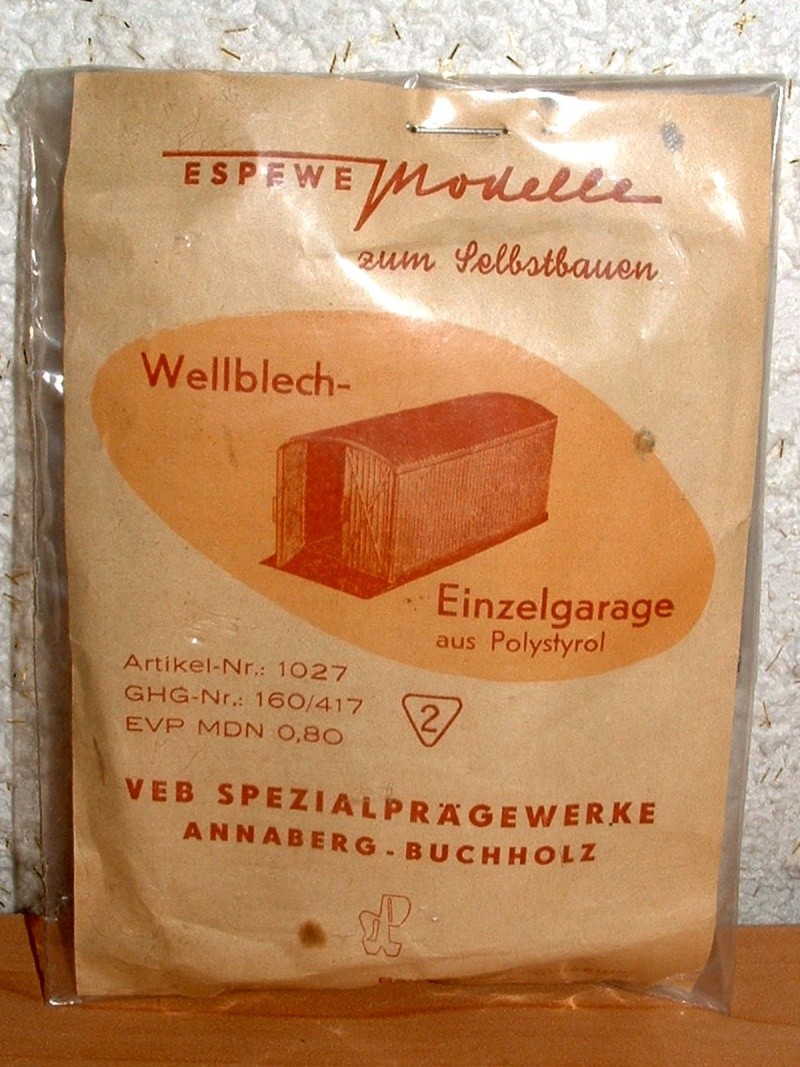 ESPEWE Modelle
zum Selbstbauen
Wellblech-
Einzelgarage
aus Polystyrol
Artikel-Nr.: 1027
GHG-Nr.: 160/417
EVP MDN 0,80
2
VEB SPEZIALPRÄGEWERKE
ANNABERG-BUCHHOLZ